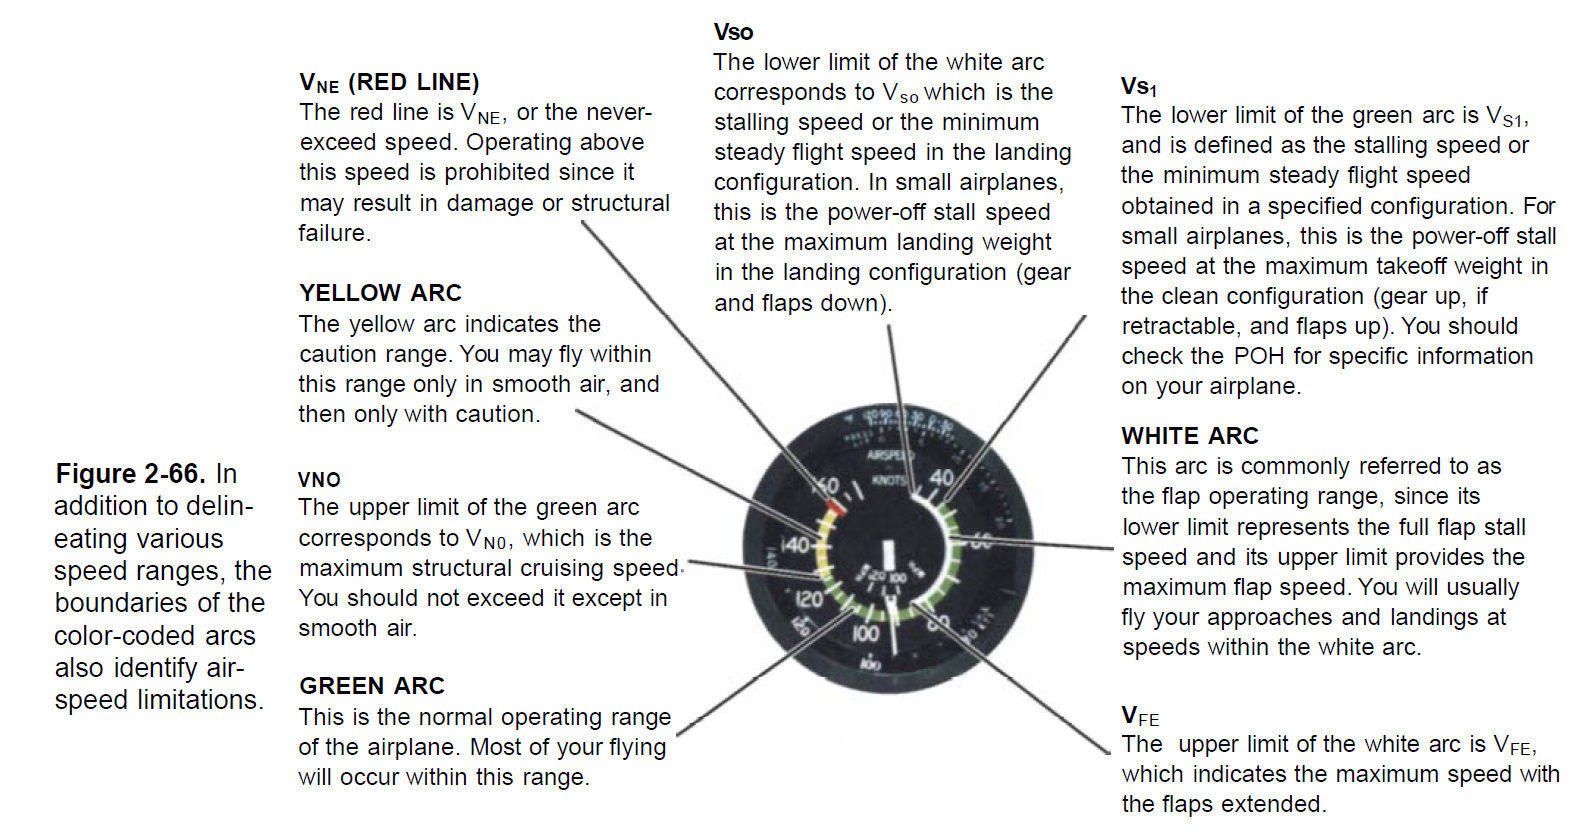 Vso
The lower limit of the white arc
corresponds to Vso which is the
stalling speed or the minimum
steady flight speed in the landing
configuration. In small airplanes,
this is the power-off stall speed
at the maximum landing weight
in the landing configuration (gear
and flaps down).
VNE (RED LINE)
The red line is VNE, or the never-
exceed speed. Operating above
this speed is prohibited since it
may result in damage or structural
failure.
Vs1
The lower limit of the green arc is VS1,
and is defined as the stalling speed or
the minimum steady flight speed
obtained in a specified configuration. For
small airplanes, this is the power-off stall
speed at the maximum takeoff weight in
the clean configuration (gear up, if
retractable, and flaps up). You should
check the POH for specific information
on your airplane.
YELLOW ARC
The yellow arc indicates the
caution range. You may fly within
this range only in smooth air, and
then only with caution.
WHITE ARC
This arc is commonly referred to as
the flap operating range, since its
lower limit represents the full flap stall
speed and its upper limit provides the
maximum flap speed. You will usually
fly your approaches and landings at
speeds within the white arc.
Figure 2-66. In
addition to delin-
eating various
speed ranges, the
boundaries of the
color-coded arcs
also identify air-
speed limitations.
VNO
The upper limit of the green arc
corresponds to VN0, which is the
maximum structural cruising speed.
You should not exceed it except in
smooth air.
GREEN ARC
This is the normal operating range
of the airplane. Most of your flying
will occur within this range.
VFE
The upper limit of the white arc is VFE,
which indicates the maximum speed with
the flaps extended.
AIRSPEED
KNOTS
40
60
80
100
120
140
160
120
100
140